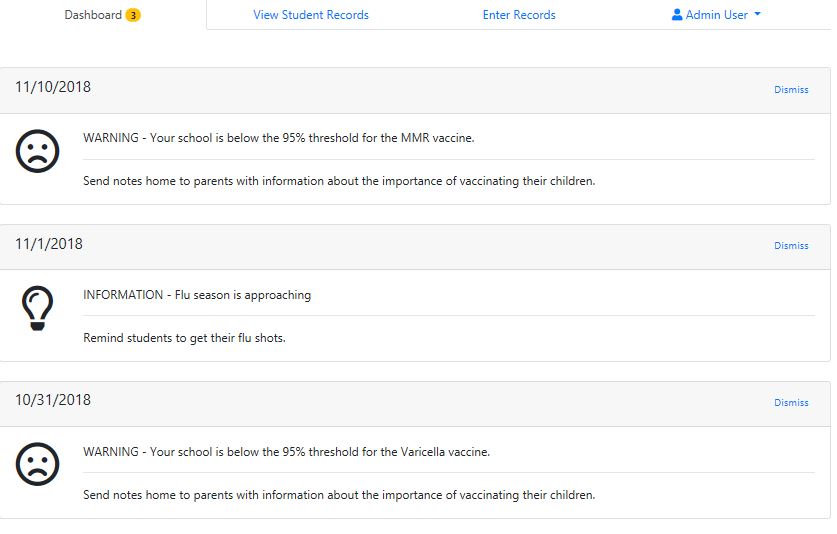 Dashboard 3
View Student Records
Enter Records
Admin User
11/10/2018
Dismiss
WARNING - Your school is below the 95% threshold for the MMR vaccine.
Send notes home to parents with information about the importance of vaccinating their children.
11/1/2018
Dismiss
INFORMATION - Flu season is approaching
Remind students to get their flu shots.
10/31/2018
Dismiss
WARNING - Your school is below the 95% threshold for the Varicella vaccine.
Send notes home to parents with information about the importance of vaccinating their children.